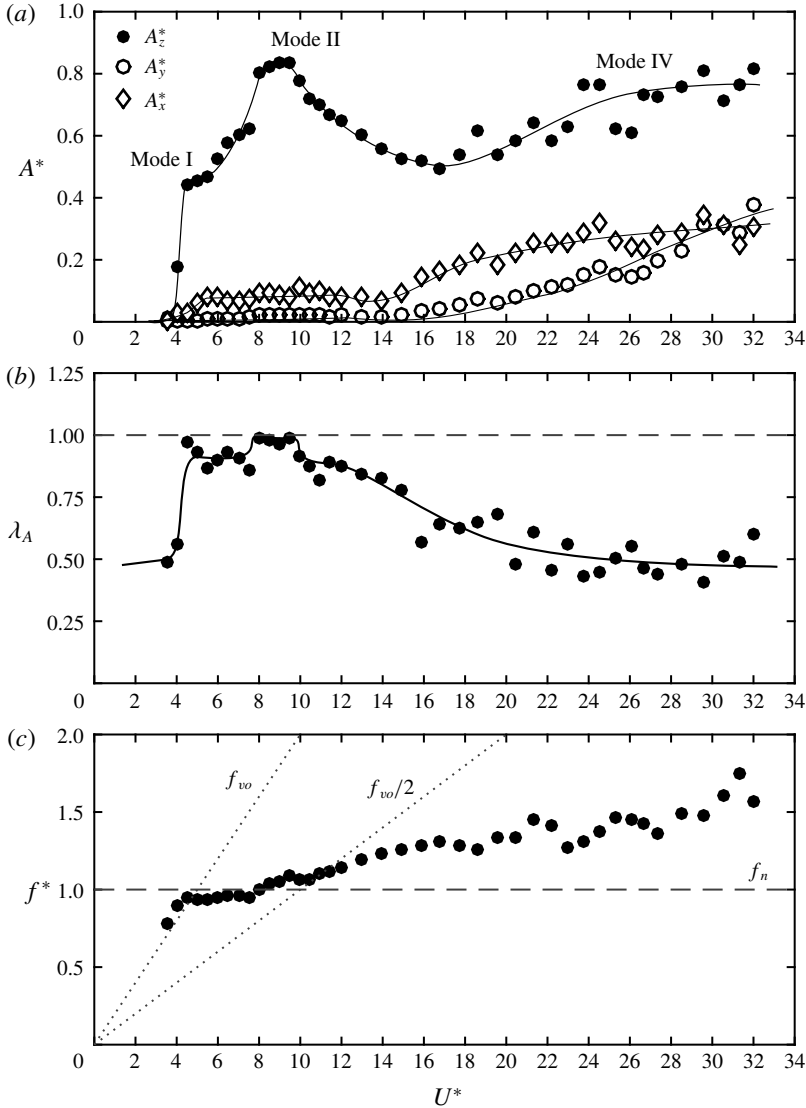 (a)
1.0
0.8
0.6
0.4
0.2
0
A*
A*z
A*y
A*x
Mode I
Mode II
Mode IV
2 4 6 8 10 12 14 16 18 20 22 24 26 28 30 32 34
(b)
1.25
1.00
0.75
0.50
0.25
0
λA
2 4 6 8 10 12 14 16 18 20 22 24 26 28 30 32 34
(c)
2.0
1.5
1.0
0.5
0
f*
fvo
fvo/2
fn
2 4 6 8 10 12 14 16 18 20 22 24 26 28 30 32 34
U*